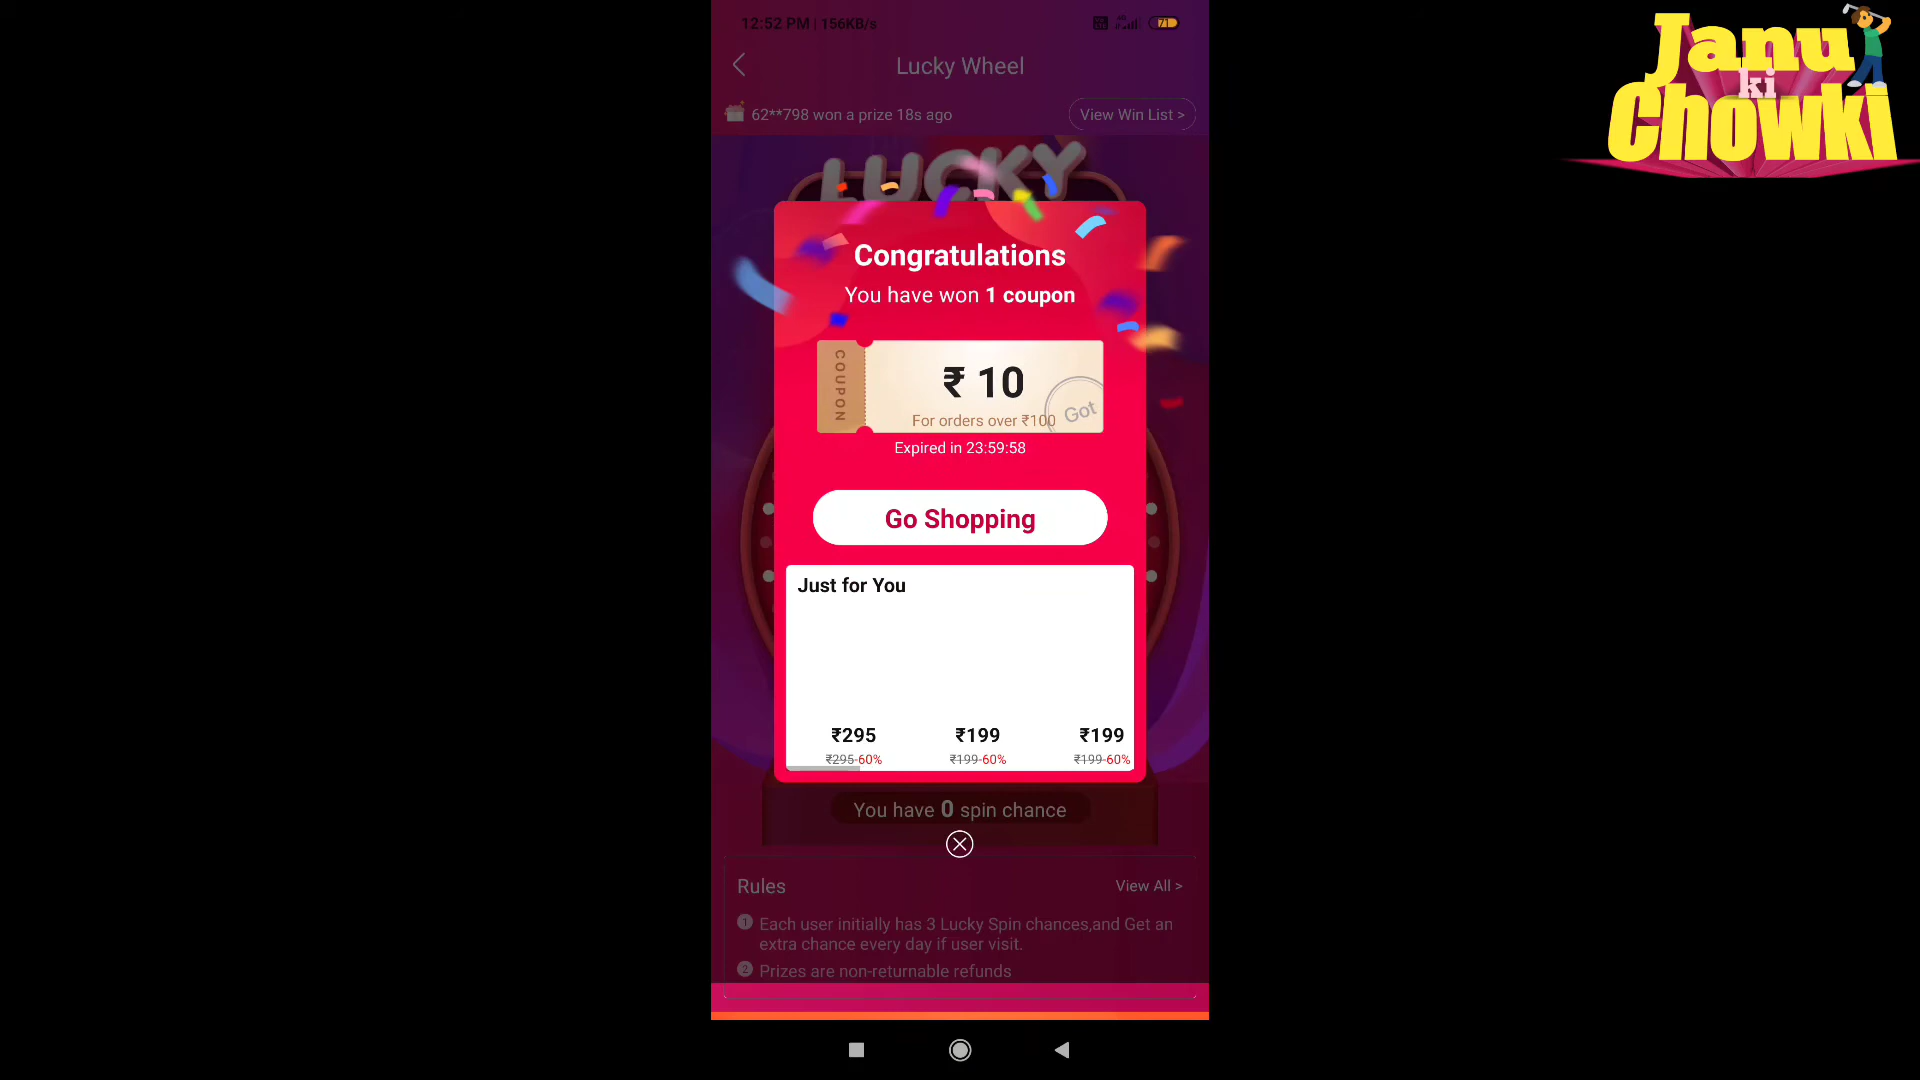 12:52 PM | 156KB/s
71
Lucky Wheel
62**798 won a prize 18s ago
View Win List >
LUCKY
Congratulations
You have won 1 coupon
COUPON
₹ 10
For orders over ₹100
Got
Expired in 23:59:58
Go Shopping
Just for You
₹295
₹199
₹199
₹295-60%
₹199-60%
₹199-60%
You have 0 spin chance
Rules
View All >
1 Each user initially has 3 Lucky Spin chances,and Get an
extra chance every day if user visit.
2 Prizes are non-returnable refunds
Janu
ki
Chowki